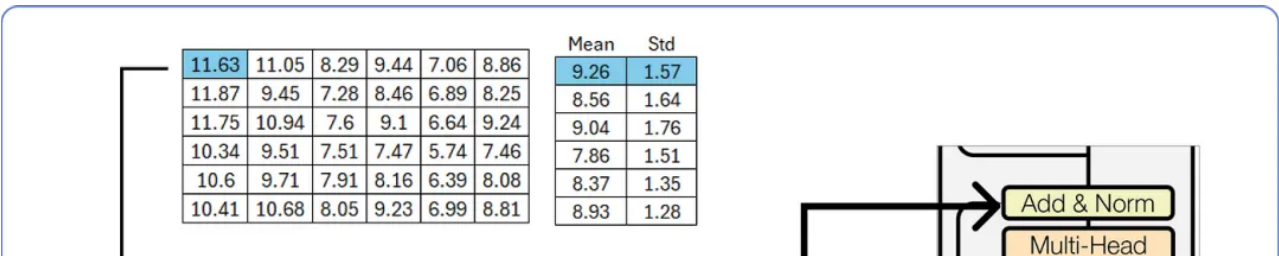 Mean Std
11.63 11.05 8.29 9.44 7.06 8.86 9.26 1.57
11.87 9.45 7.28 8.46 6.89 8.25 8.56 1.64
11.75 10.94 7.6 9.1 6.64 9.24 9.04 1.76
10.34 9.51 7.51 7.47 5.74 7.46 7.86 1.51
10.6 9.71 7.91 8.16 6.39 8.08 8.37 1.35
10.41 10.68 8.05 9.23 6.99 8.81 8.93 1.28
Add & Norm
Multi-Head